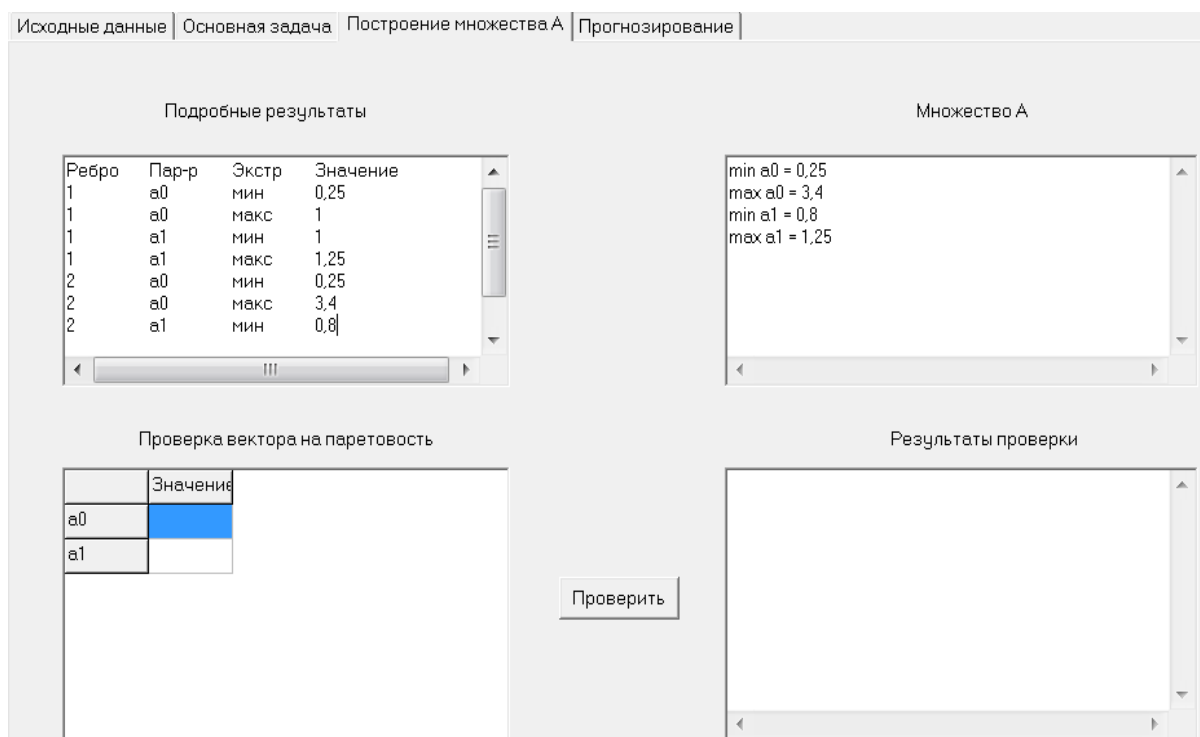 Исходные данные Основная задача Построение множества А Прогнозирование
Подробные результаты
Ребро Пар-р Экстр Значение
1 a0 мин 0,25
1 a0 макс 1
1 a1 мин 1
1 a1 макс 1,25
2 a0 мин 0,25
2 a0 макс 3,4
2 a1 мин 0,8
Множество А
min a0 = 0,25
max a0 = 3,4
min a1 = 0,8
max a1 = 1,25
Проверка вектора на паретовость
Значение
a0
a1
Проверить
Результаты проверки